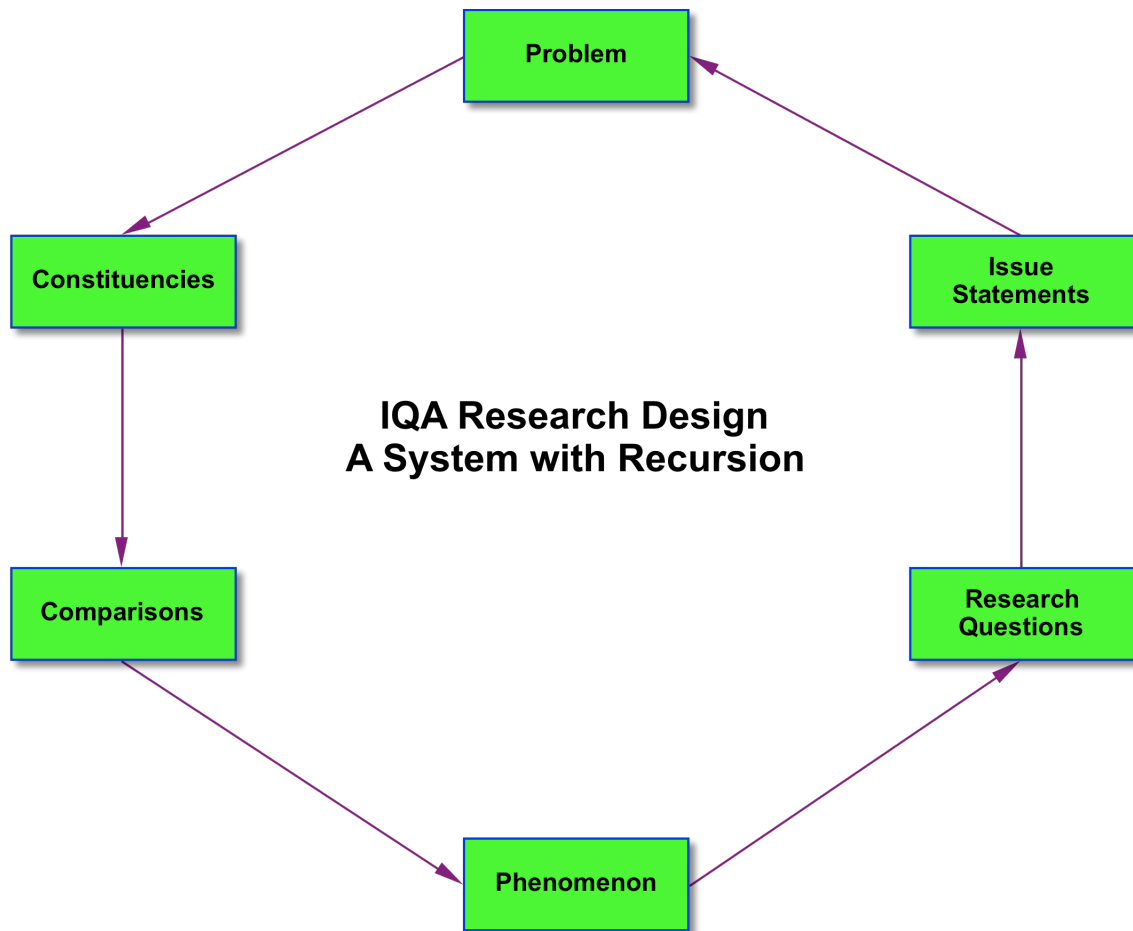 Problem
Constituencies
Issue
Statements
IQA Research Design
A System with Recursion
Comparisons
Research
Questions
Phenomenon